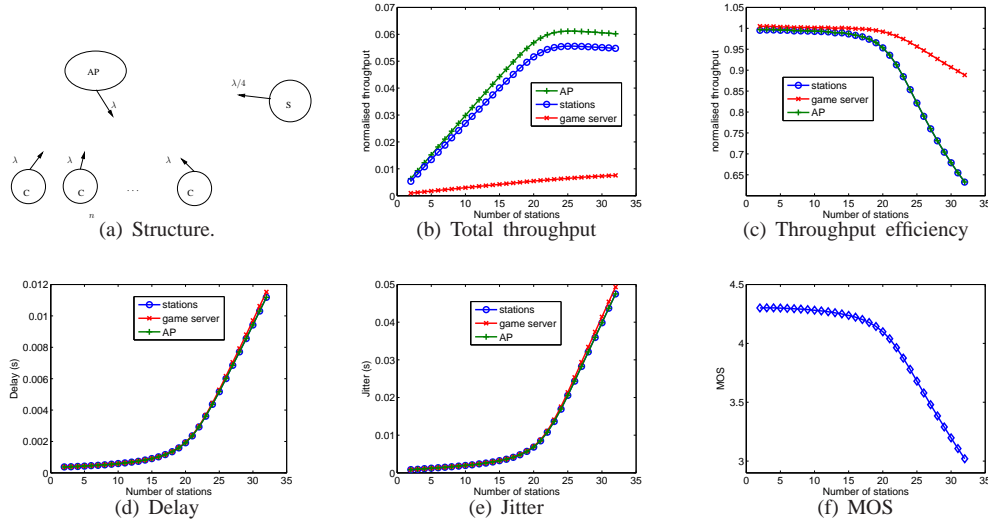 AP
λ
λ/4
S
λ
λ
λ
C
C
. . .
C
n
(a) Structure.
0.07
0.06
0.05
0.04
0.03
0.02
0.01
0
normalised throughput
AP
stations
game server
0 5 10 15 20 25 30 35
Number of stations
(b) Total throughput
1.05
1
0.95
0.9
0.85
0.8
0.75
0.7
0.65
normalised throughput
stations
game server
AP
0 5 10 15 20 25 30 35
Number of stations
(c) Throughput efficiency
0.012
0.01
0.008
0.006
0.004
0.002
0
Delay (s)
stations
game server
AP
0 5 10 15 20 25 30 35
Number of stations
(d) Delay
0.05
0.04
0.03
0.02
0.01
0
Jitter (s)
stations
game server
AP
0 5 10 15 20 25 30 35
Number of stations
(e) Jitter
4.5
4
3.5
3
MOS
0 5 10 15 20 25 30 35
Number of stations
(f) MOS